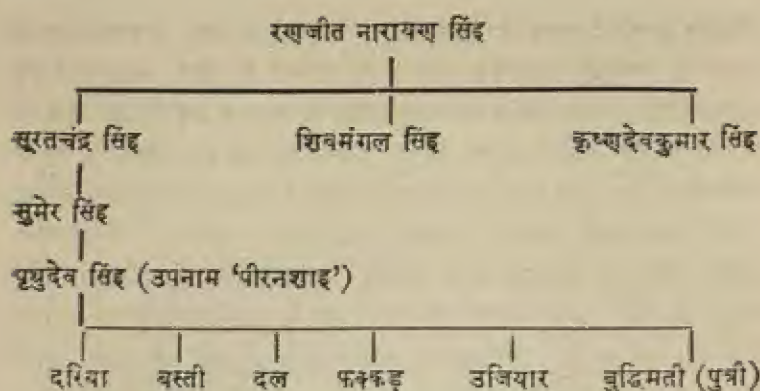 रणजीत नारायण सिंह
सूरतचंद्र सिंह शिवमंगल सिंह कृष्णदेवकुमार सिंह
सुमेर सिंह
पृथुदेव सिंह (उपनाम ‘पीरनशाह’)
दरिया बस्ती दल फक्कड़ उजियार बुद्धिमती (पुत्री)